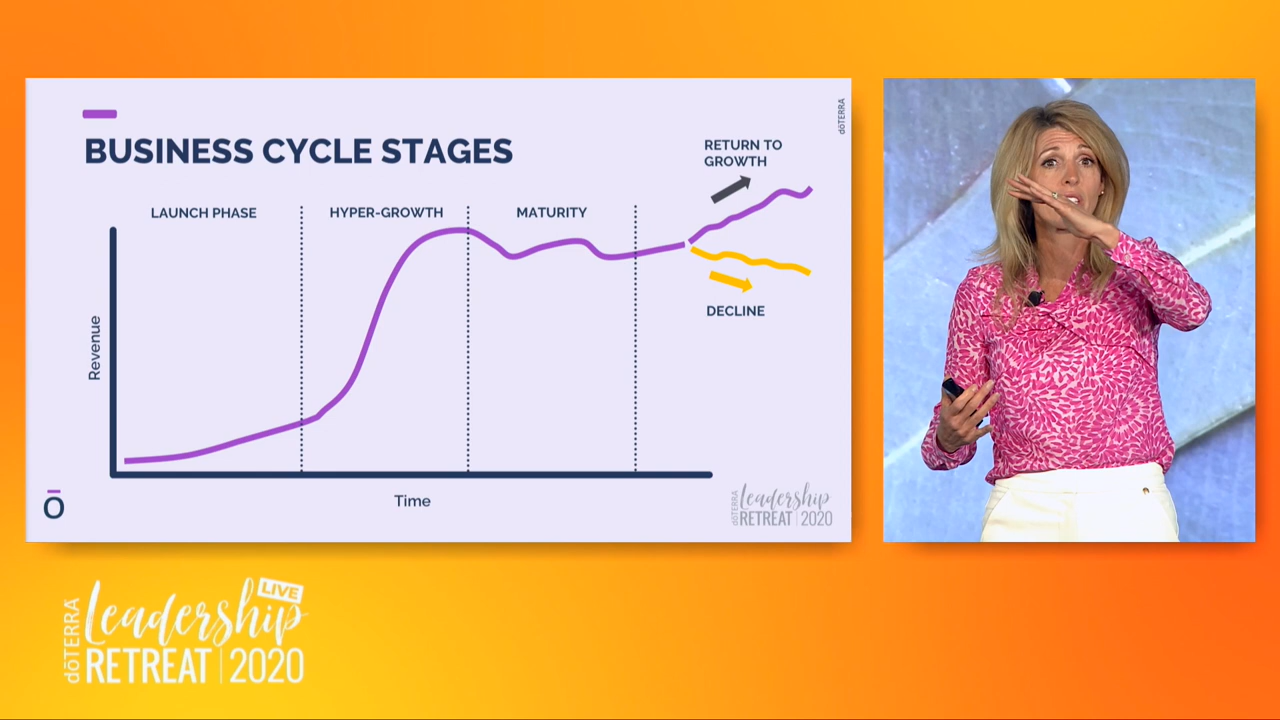 BUSINESS CYCLE STAGES
dōTERRA
RETURN TO
GROWTH
LAUNCH PHASE
HYPER-GROWTH
MATURITY
DECLINE
Revenue
Time
Ō
dōTERRA
Leadership
RETREAT | 2020
LIVE
dōTERRA
Leadership
RETREAT | 2020